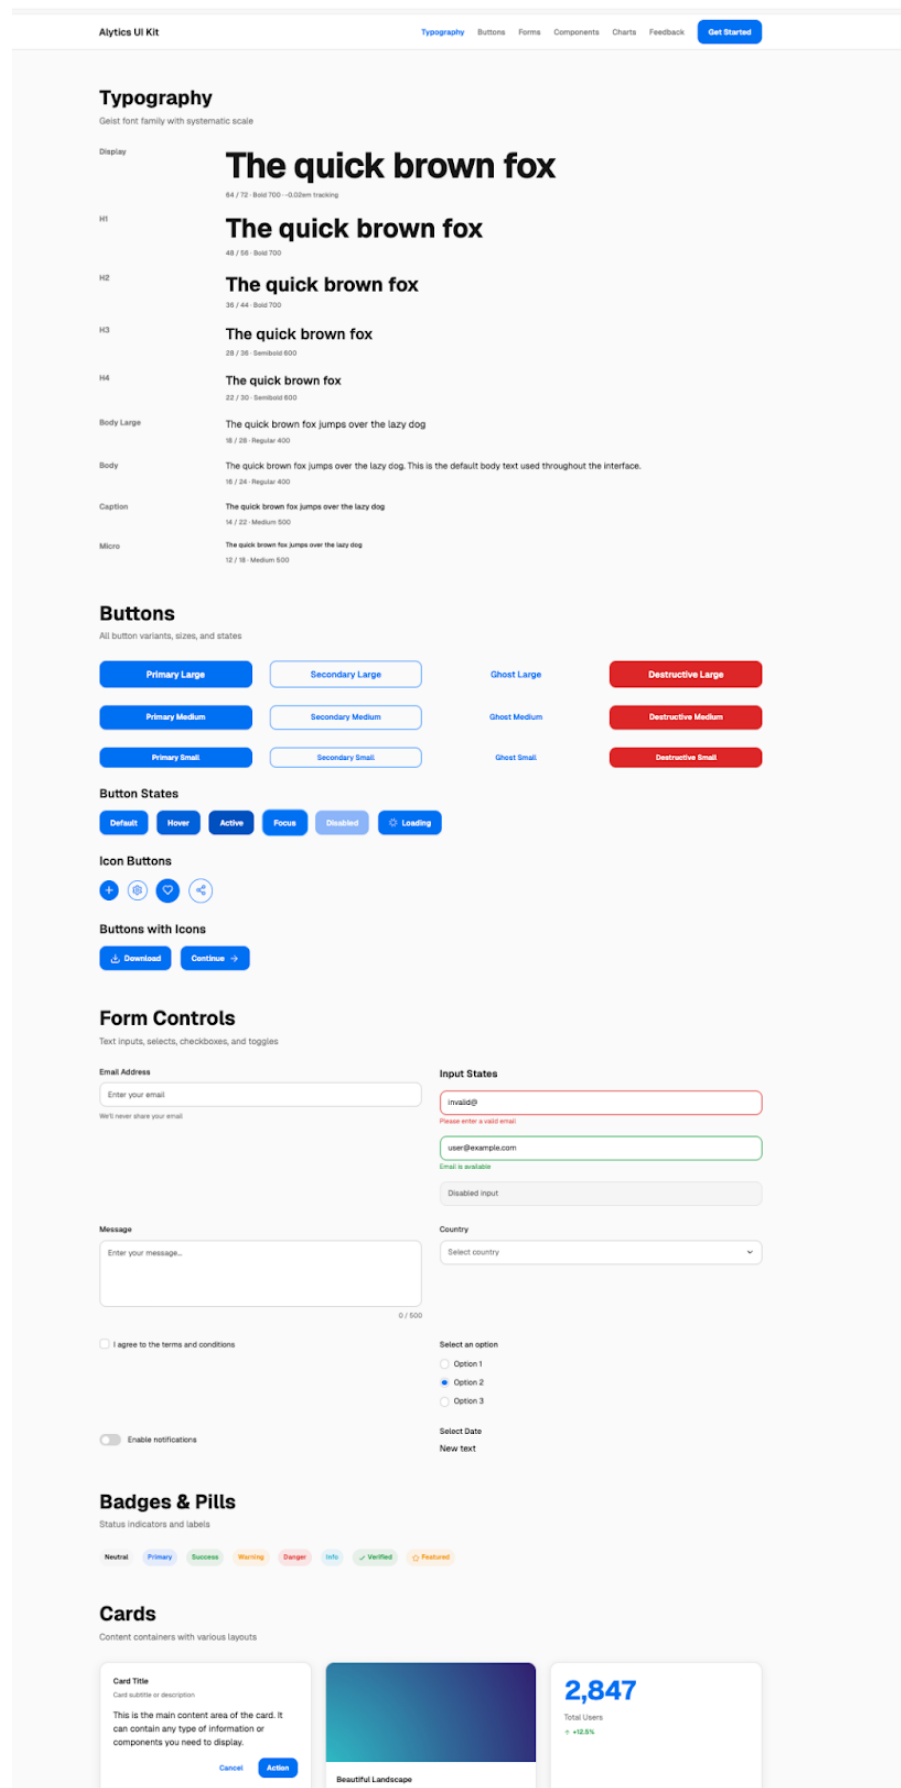 Alytics UI Kit
Typography Buttons Forms Components Charts Feedback Get Started
Typography
Geist font family with systematic scale
Display
The quick brown fox
64 / 72 · Bold 700 · -0.02em tracking
H1
The quick brown fox
48 / 56 · Bold 700
H2
The quick brown fox
36 / 44 · Bold 700
H3
The quick brown fox
28 / 36 · Semibold 600
H4
The quick brown fox
22 / 30 · Semibold 600
Body Large
The quick brown fox jumps over the lazy dog
18 / 28 · Regular 400
Body
The quick brown fox jumps over the lazy dog. This is the default body text used throughout the interface.
16 / 24 · Regular 400
Caption
The quick brown fox jumps over the lazy dog
14 / 22 · Medium 500
Micro
The quick brown fox jumps over the lazy dog
12 / 18 · Medium 500
Buttons
All button variants, sizes, and states
Primary Large Secondary Large Ghost Large Destructive Large
Primary Medium Secondary Medium Ghost Medium Destructive Medium
Primary Small Secondary Small Ghost Small Destructive Small
Button States
Default Hover Active Focus Disabled Loading
Icon Buttons
Buttons with Icons
Download Continue
Form Controls
Text inputs, selects, checkboxes, and toggles
Email Address
Enter your email
We'll never share your email
Input States
invalid@
Please enter a valid email
user@example.com
Email is available
Disabled input
Message
Enter your message...
0 / 500
Country
Select country
I agree to the terms and conditions
Select an option
Option 1
Option 2
Option 3
Enable notifications
Select Date
New text
Badges & Pills
Status indicators and labels
Neutral Primary Success Warning Danger Info Verified Featured
Cards
Content containers with various layouts
Card Title
Card subtitle or description
This is the main content area of the card. It
can contain any type of information or
components you need to display.
Cancel Action
Beautiful Landscape
2,847
Total Users
↑ +12.5%